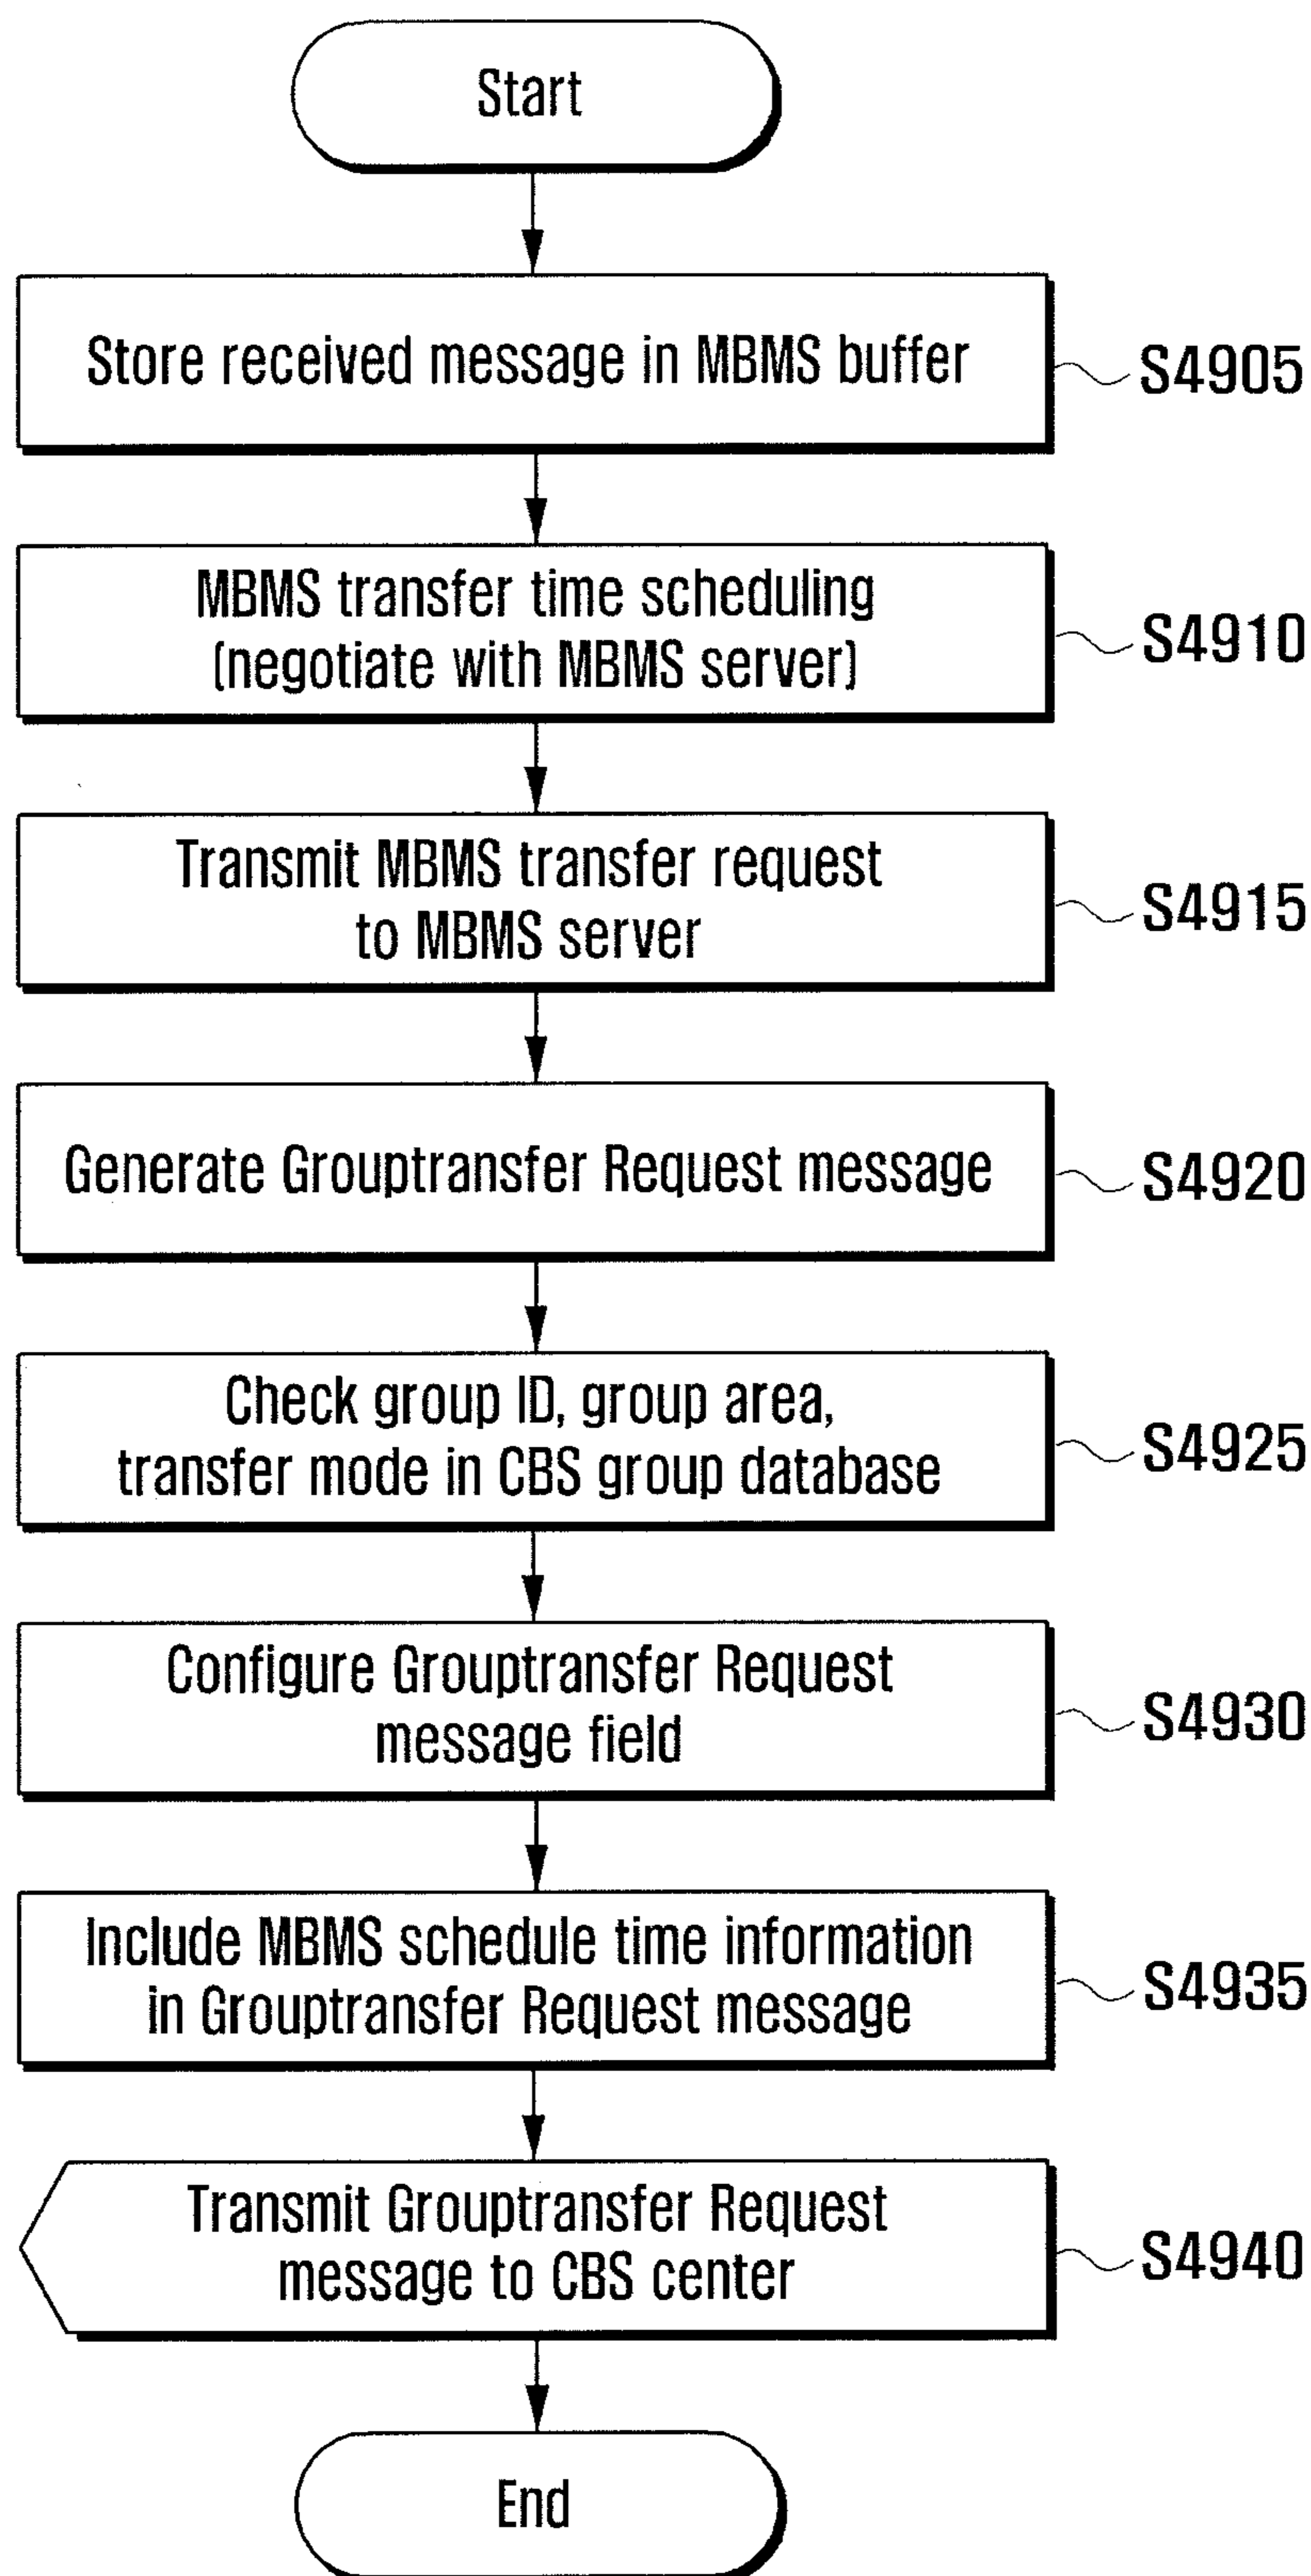 Start
Store received message in MBMS buffer
S4905
MBMS transfer time scheduling
(negotiate with MBMS server)
S4910
Transmit MBMS transfer request
to MBMS server
S4915
Generate Grouptransfer Request message
S4920
Check group ID, group area,
transfer mode in CBS group database
S4925
Configure Grouptransfer Request
message field
S4930
Include MBMS schedule time information
in Grouptransfer Request message
S4935
Transmit Grouptransfer Request
message to CBS center
S4940
End